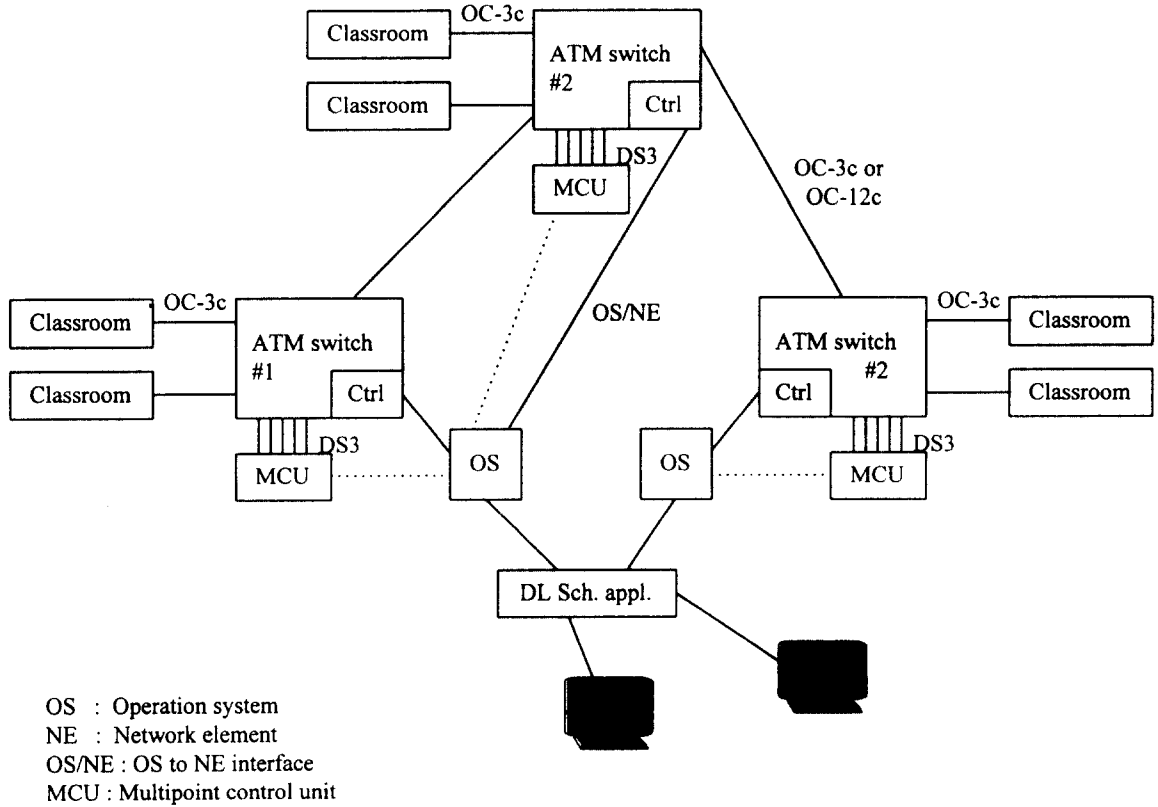 OC-3c
Classroom
ATM switch
#2
Classroom
Ctrl
DS3
MCU
OC-3c or
OC-12c
OS/NE
OC-3c
Classroom
ATM switch
#1
Classroom
Ctrl
DS3
MCU
OS
OC-3c
Classroom
ATM switch
#2
Ctrl
Classroom
DS3
MCU
OS
DL Sch. appl.
OS : Operation system
NE : Network element
OS/NE : OS to NE interface
MCU : Multipoint control unit